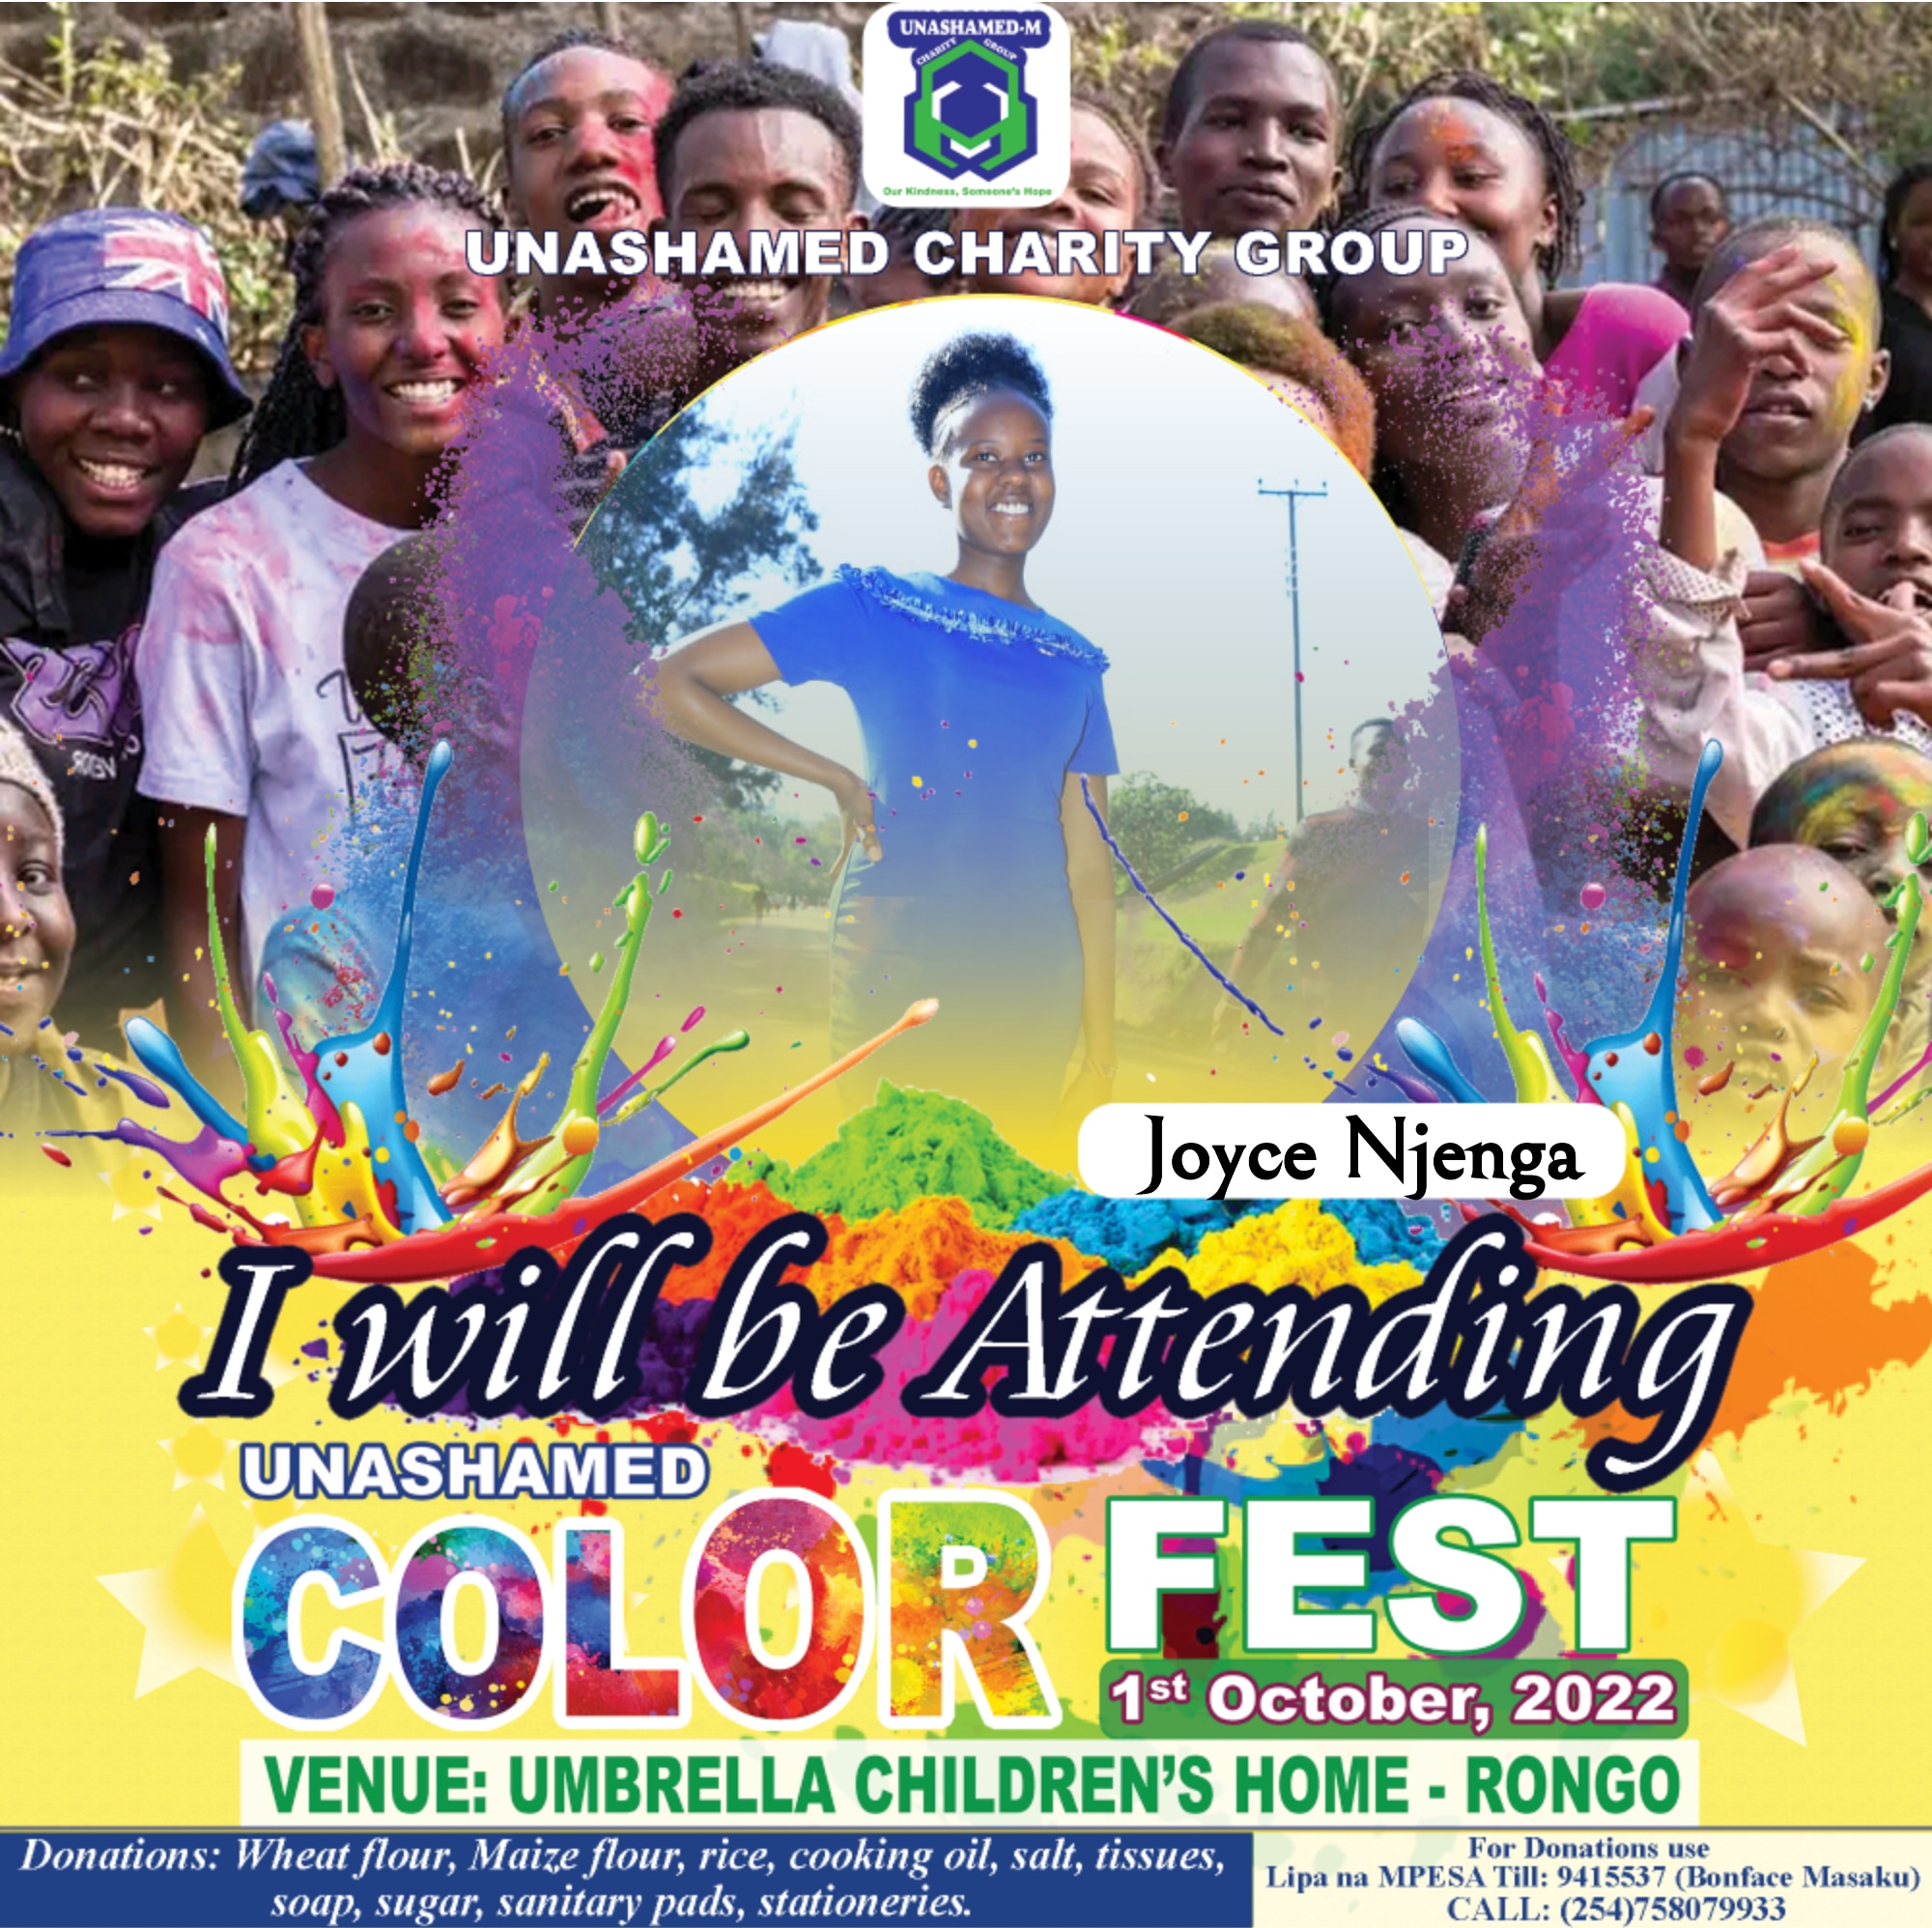 UNASHAMED-M
CHARITY GROUP
Our Kindness, Someone's Hope
UNASHAMED CHARITY GROUP
Joyce Njenga
I will be Attending
UNASHAMED
COLOR FEST
1st October, 2022
VENUE: UMBRELLA CHILDREN'S HOME - RONGO
Donations: Wheat flour, Maize flour, rice, cooking oil, salt, tissues,
soap, sugar, sanitary pads, stationeries.
For Donations use
Lipa na MPESA Till: 9415537 (Bonface Masaku)
CALL: (254)758079933